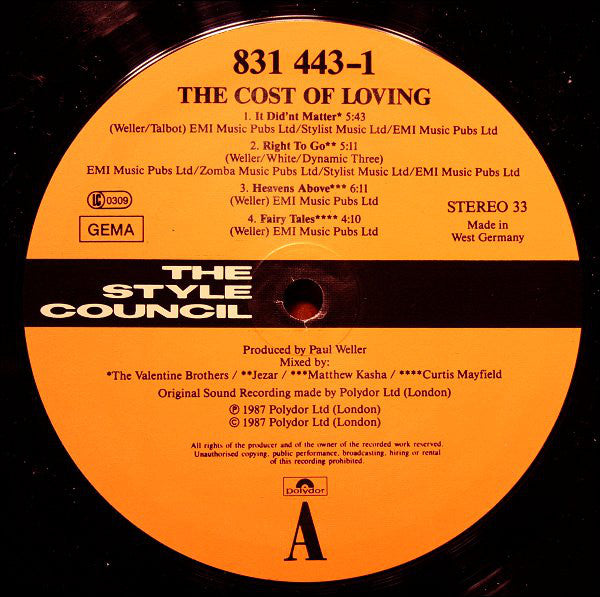 831 443-1
THE COST OF LOVING
1. It Did'nt Matter* 5:43
(Weller/Talbot) EMI Music Pubs Ltd/Stylist Music Ltd/EMI Music Pubs Ltd
2. Right To Go** 5:11
(Weller/White/Dynamic Three)
EMI Music Pubs Ltd/Zomba Music Pubs Ltd/Stylist Music Ltd/EMI Music Pubs Ltd
3. Heavens Above*** 6:11
(Weller) EMI Music Pubs Ltd
4. Fairy Tales**** 4:10
(Weller) EMI Music Pubs Ltd
LC 0309
GEMA
STEREO 33
Made in
West Germany
THE
STYLE
COUNCIL
Produced by Paul Weller
Mixed by:
*The Valentine Brothers / **Jezar / ***Matthew Kasha / ****Curtis Mayfield
Original Sound Recording made by Polydor Ltd (London)
℗ 1987 Polydor Ltd (London)
© 1987 Polydor Ltd (London)
All rights of the producer and of the owner of the recorded work reserved.
Unauthorised copying, public performance, broadcasting, hiring or rental
of this recording prohibited.
Polydor
A